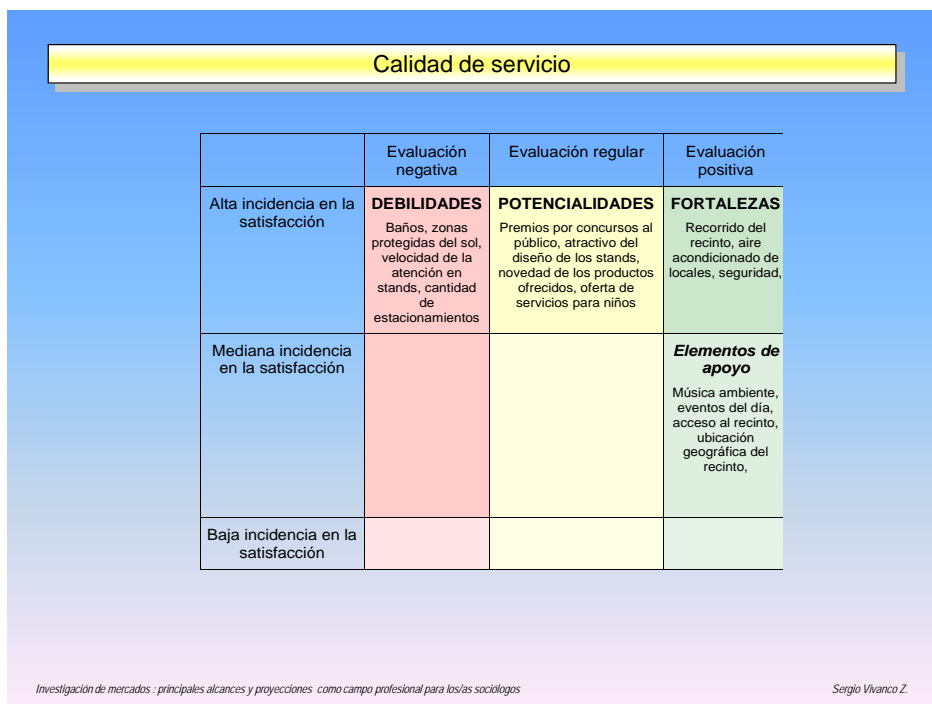 Calidad de servicio
Evaluación
negativa
Evaluación regular
Evaluación
positiva
Alta incidencia en la
satisfacción
DEBILIDADES
Baños, zonas
protegidas del sol,
velocidad de la
atención en
stands, cantidad
de
estacionamientos
POTENCIALIDADES
Premios por concursos al
público, atractivo del
diseño de los stands,
novedad de los productos
ofrecidos, oferta de
servicios para niños
FORTALEZAS
Recorrido del
recinto, aire
acondicionado de
locales, seguridad,
Mediana incidencia
en la satisfacción
Elementos de
apoyo
Música ambiente,
eventos del día,
acceso al recinto,
ubicación
geográfica del
recinto,
Baja incidencia en la
satisfacción
Investigación de mercados : principales alcances y proyecciones como campo profesional para los/as sociólogos
Sergio Vivanco Z.